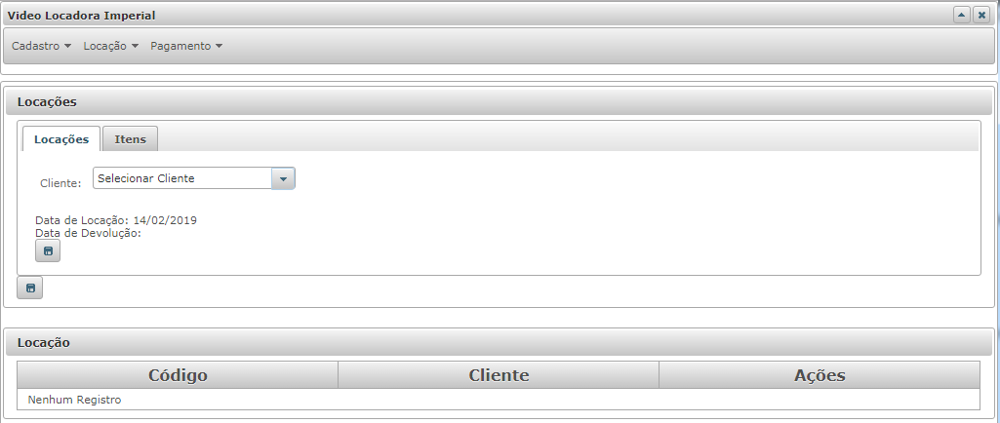 Video Locadora Imperial
Cadastro Locação Pagamento
Locações
Locações Itens
Cliente: Selecionar Cliente
Data de Locação: 14/02/2019
Data de Devolução:
Locação
Código Cliente Ações
Nenhum Registro